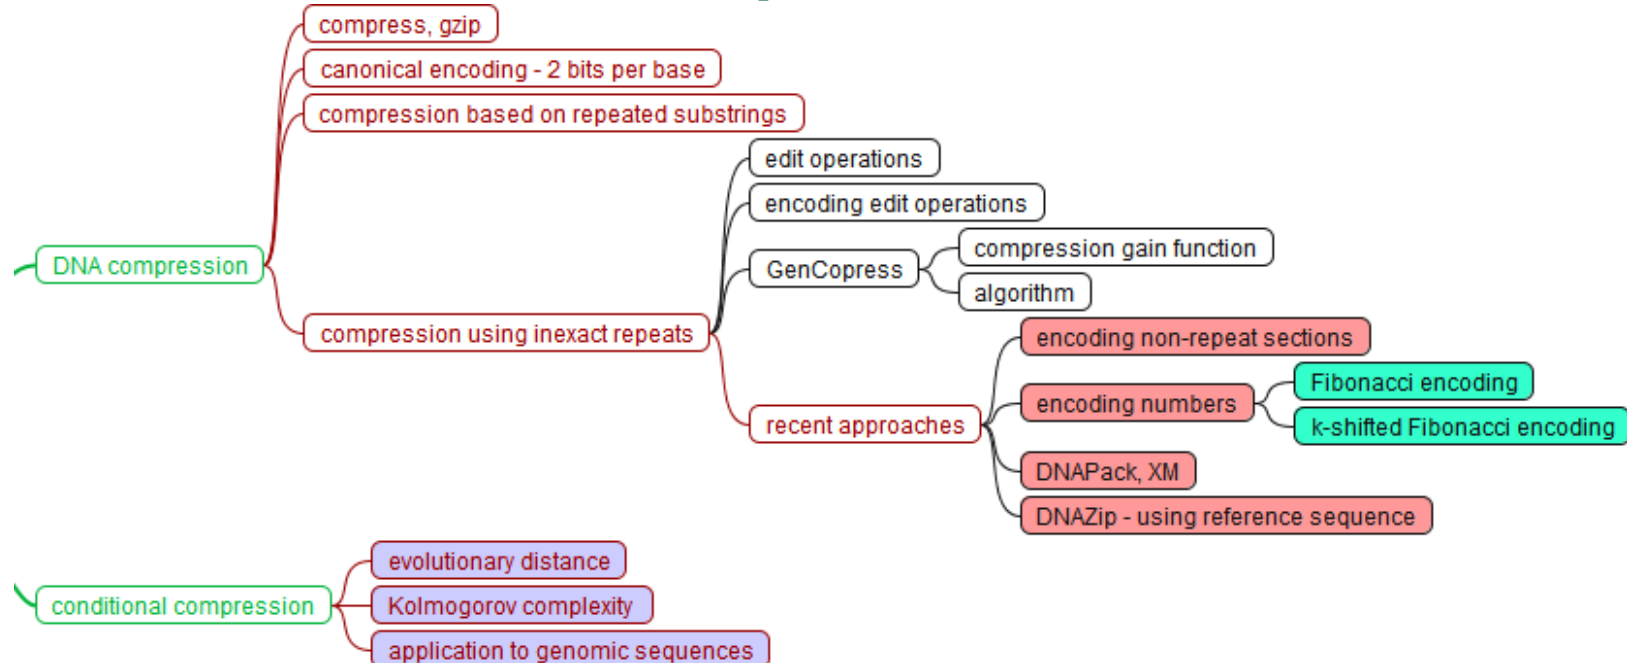 compress, gzip
canonical encoding - 2 bits per base
compression based on repeated substrings
edit operations
encoding edit operations
DNA compression
GenCopress
compression gain function
algorithm
compression using inexact repeats
encoding non-repeat sections
recent approaches
encoding numbers
Fibonacci encoding
k-shifted Fibonacci encoding
DNAPack, XM
DNAZip - using reference sequence
evolutionary distance
conditional compression
Kolmogorov complexity
application to genomic sequences